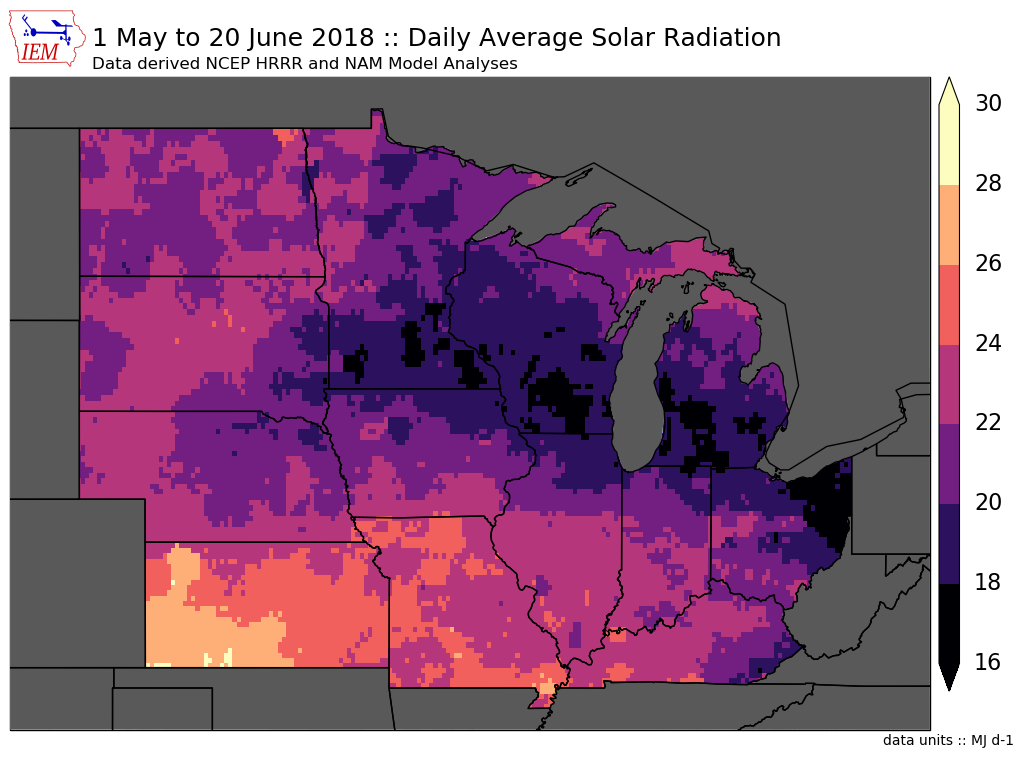 IEM
1 May to 20 June 2018 :: Daily Average Solar Radiation
Data derived NCEP HRRR and NAM Model Analyses
30
28
26
24
22
20
18
16
data units :: MJ d-1